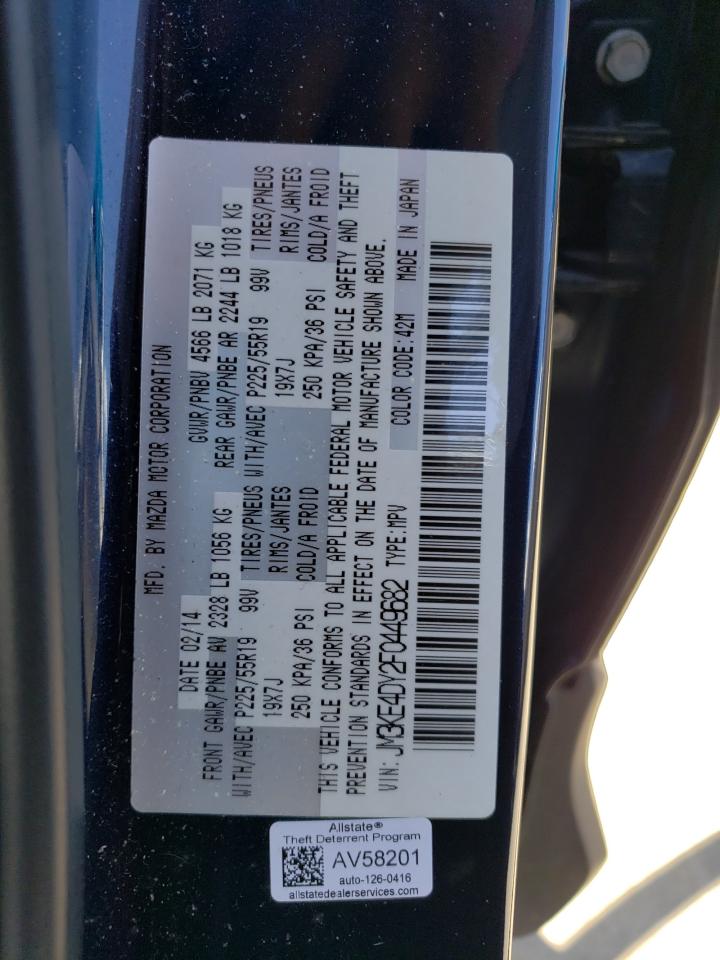 MFD. BY MAZDA MOTOR CORPORATION
DATE 02/14 GVWR/PNBV 4566 LB 2071 KG
FRONT GAWR/PNBE AV 2328 LB 1056 KG REAR GAWR/PNBE AR 2244 LB 1018 KG
WITH/AVEC P225/55R19 99V TIRES/PNEUS WITH/AVEC P225/55R19 99V TIRES/PNEUS
19X7J RIMS/JANTES 19X7J RIMS/JANTES
250 KPA/36 PSI COLD/A FROID 250 KPA/36 PSI COLD/A FROID
THIS VEHICLE CONFORMS TO ALL APPLICABLE FEDERAL MOTOR VEHICLE SAFETY AND THEFT
PREVENTION STANDARDS IN EFFECT ON THE DATE OF MANUFACTURE SHOWN ABOVE.
VIN: JM3KE4DY2F0449682 TYPE:MPV COLOR CODE:42M MADE IN JAPAN
Allstate®
Theft Deterrent Program
AV58201
auto-126-0416
allstatedealerservices.com